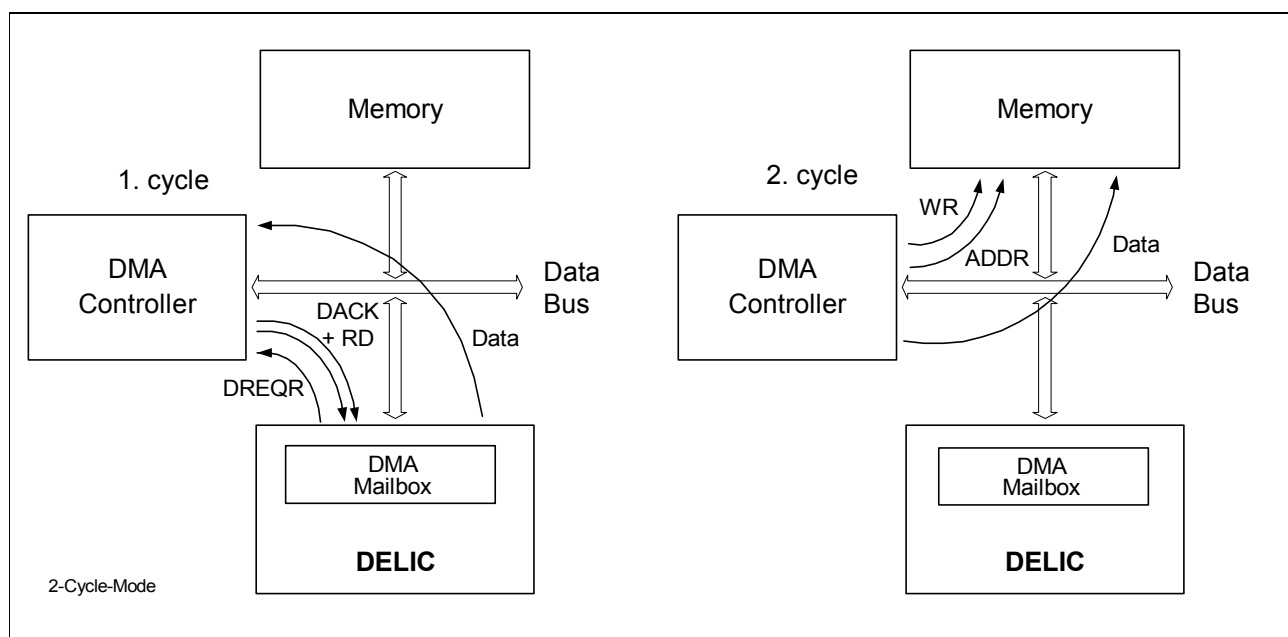 Memory
1. cycle
DMA
Controller
Data
Bus
DACK
+ RD
Data
DREQR
DMA
Mailbox
DELIC
2-Cycle-Mode
Memory
2. cycle
WR
Data
ADDR
DMA
Controller
Data
Bus
DMA
Mailbox
DELIC